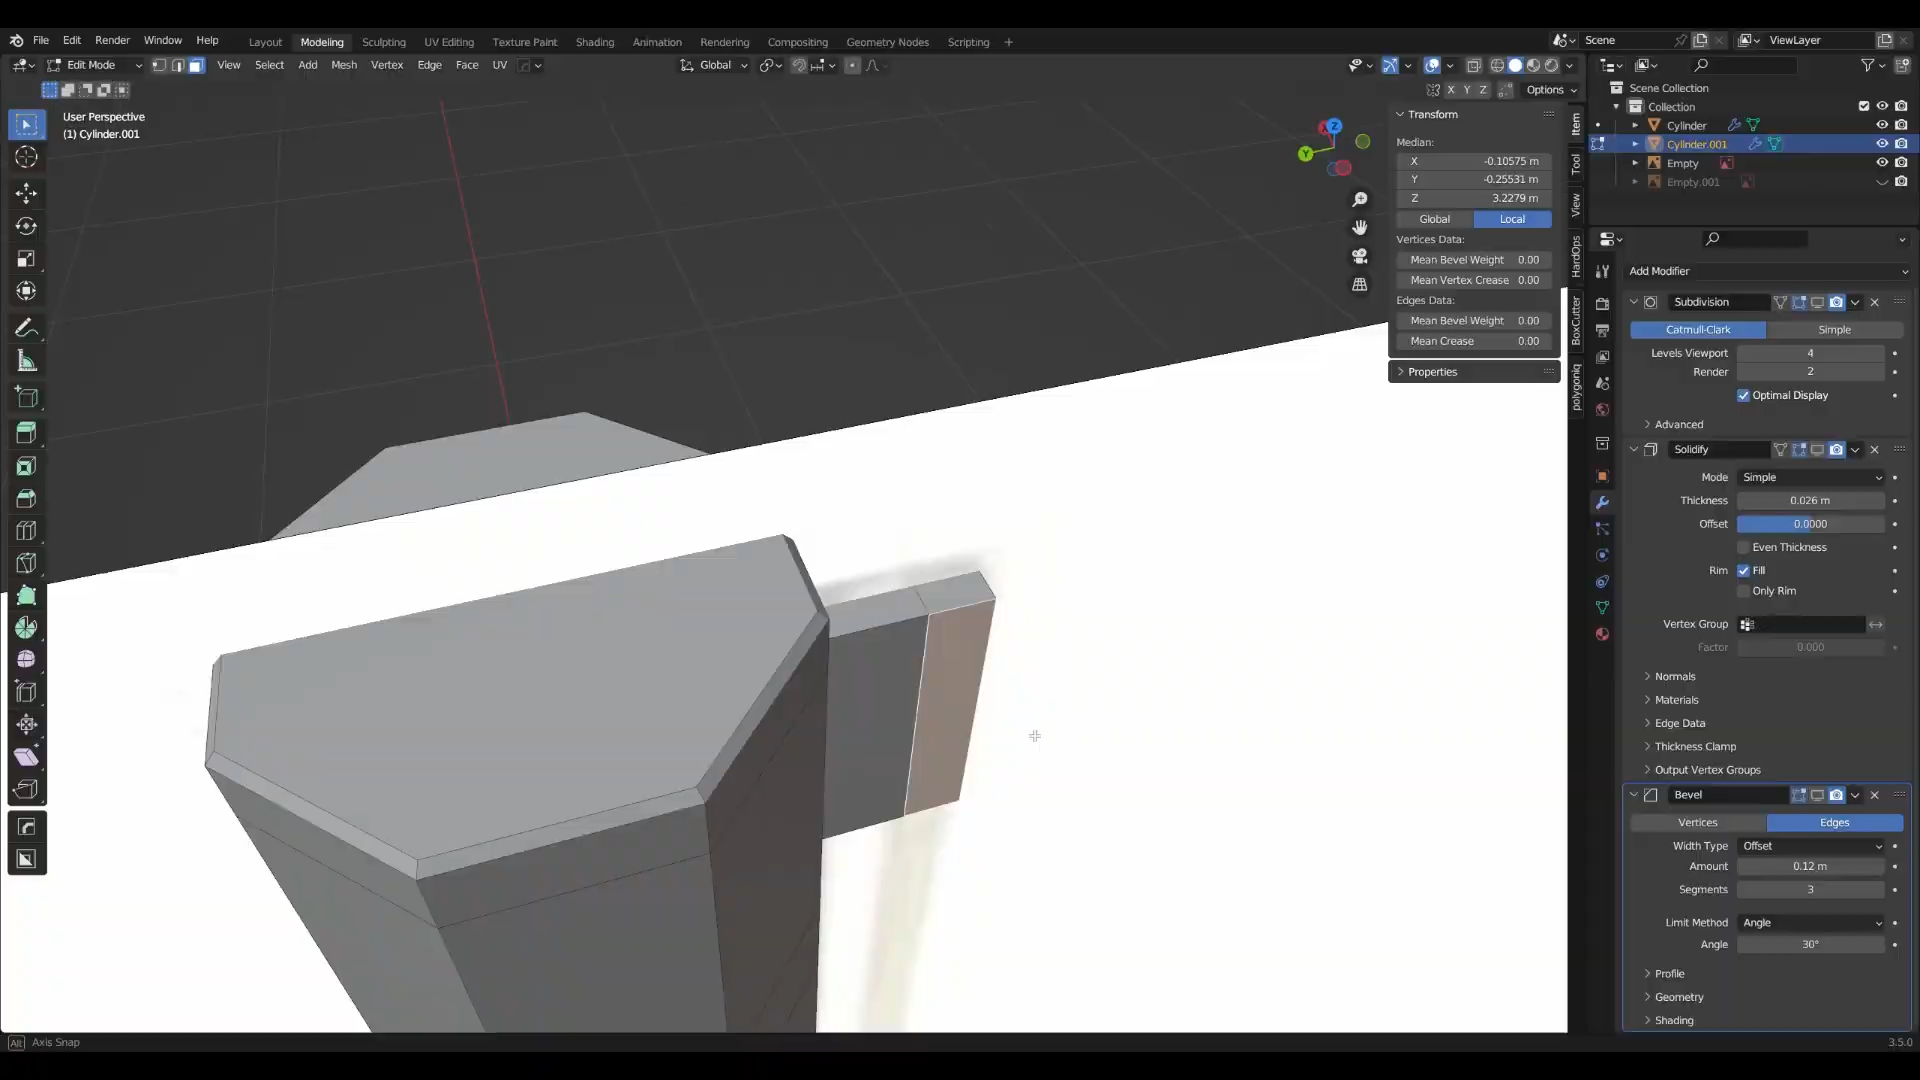 File Edit Render Window Help Layout Modeling Sculpting UV Editing Texture Paint Shading Animation Rendering Compositing Geometry Nodes Scripting + Scene ViewLayer
Edit Mode View Select Add Mesh Vertex Edge Face UV Global
X Y Z Options
Scene Collection
Collection
Cylinder
Cylinder.001
Empty
Empty.001
User Perspective
(1) Cylinder.001
Z
Y
X
Transform
Median:
X -0.10575 m
Y -0.25531 m
Z 3.2279 m
Global Local
Vertices Data:
Mean Bevel Weight 0.00
Mean Vertex Crease 0.00
Edges Data:
Mean Bevel Weight 0.00
Mean Crease 0.00
Properties
Item
Tool
View
HardOps
BoxCutter
polygoniq
Add Modifier
Subdivision
Catmull-Clark Simple
Levels Viewport 4
Render 2
Optimal Display
Advanced
Solidify
Mode Simple
Thickness 0.026 m
Offset 0.0000
Even Thickness
Rim Fill
Only Rim
Vertex Group
Factor 0.000
Normals
Materials
Edge Data
Thickness Clamp
Output Vertex Groups
Bevel
Vertices Edges
Width Type Offset
Amount 0.12 m
Segments 3
Limit Method Angle
Angle 30°
Profile
Geometry
Shading
Alt Axis Snap
3.5.0